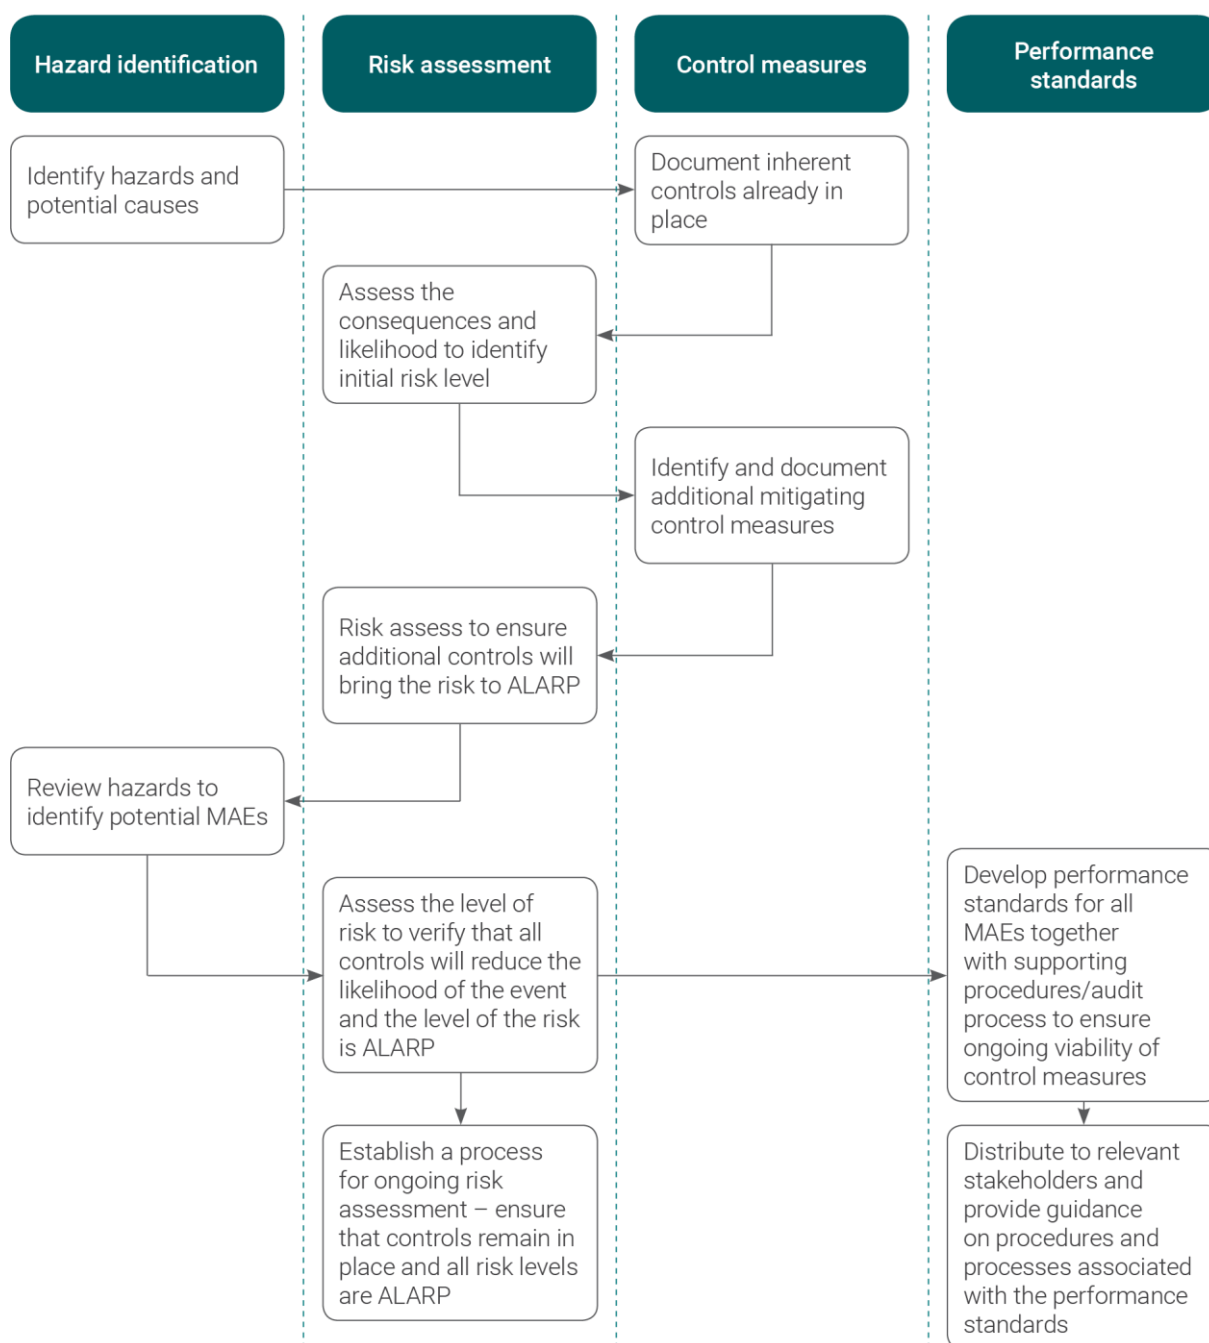 Hazard identification
Risk assessment
Control measures
Performance
standards
Identify hazards and
potential causes
Document inherent
controls already in
place
Assess the
consequences and
likelihood to identify
initial risk level
Identify and document
additional mitigating
control measures
Risk assess to ensure
additional controls will
bring the risk to ALARP
Review hazards to
identify potential MAEs
Assess the level of
risk to verify that all
controls will reduce the
likelihood of the event
and the level of the risk
is ALARP
Develop performance
standards for all
MAEs together
with supporting
procedures/audit
process to ensure
ongoing viability of
control measures
Establish a process
for ongoing risk
assessment – ensure
that controls remain in
place and all risk levels
are ALARP
Distribute to relevant
stakeholders and
provide guidance
on procedures and
processes associated
with the performance
standards